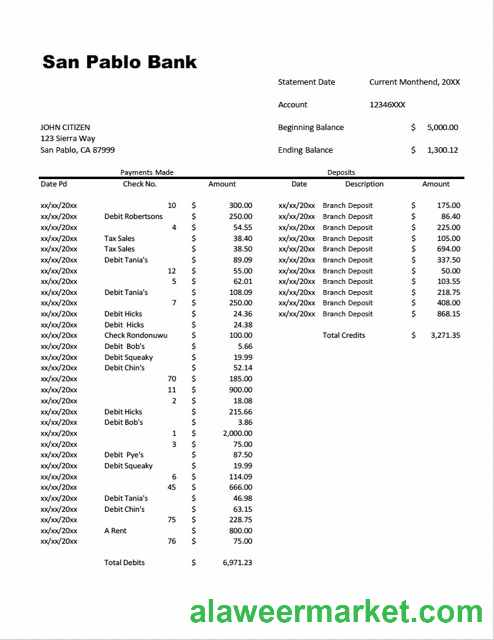 San Pablo Bank
Statement Date Current Monthend, 20XX
Account 12346XXX
JOHN CITIZEN Beginning Balance $ 5,000.00
123 Sierra Way
San Pablo, CA 87999 Ending Balance $ 1,300.12
Payments Made Deposits
Date Pd Check No. Amount Date Description Amount
xx/xx/20xx 10 $ 300.00 xx/xx/20xx Branch Deposit $ 175.00
xx/xx/20xx Debit Robertsons $ 250.00 xx/xx/20xx Branch Deposit $ 86.40
xx/xx/20xx 4 $ 54.55 xx/xx/20xx Branch Deposit $ 225.00
xx/xx/20xx Tax Sales $ 38.40 xx/xx/20xx Branch Deposit $ 105.00
xx/xx/20xx Tax Sales $ 38.50 xx/xx/20xx Branch Deposit $ 694.00
xx/xx/20xx Debit Tania's $ 89.09 xx/xx/20xx Branch Deposit $ 337.50
xx/xx/20xx 12 $ 55.00 xx/xx/20xx Branch Deposit $ 50.00
xx/xx/20xx 5 $ 62.01 xx/xx/20xx Branch Deposit $ 103.55
xx/xx/20xx Debit Tania's $ 108.09 xx/xx/20xx Branch Deposit $ 218.75
xx/xx/20xx 7 $ 250.00 xx/xx/20xx Branch Deposit $ 408.00
xx/xx/20xx Debit Hicks $ 24.36 xx/xx/20xx Branch Deposit $ 868.15
xx/xx/20xx Debit Hicks $ 24.38
xx/xx/20xx Check Rondonuwu $ 100.00 Total Credits $ 3,271.35
xx/xx/20xx Debit Bob's $ 5.66
xx/xx/20xx Debit Squeaky $ 19.99
xx/xx/20xx Debit Chin's $ 52.14
xx/xx/20xx 70 $ 185.00
xx/xx/20xx 11 $ 900.00
xx/xx/20xx 2 $ 18.08
xx/xx/20xx Debit Hicks $ 215.66
xx/xx/20xx Debit Bob's $ 3.86
xx/xx/20xx 1 $ 2,000.00
xx/xx/20xx 3 $ 75.00
xx/xx/20xx Debit Pye's $ 87.50
xx/xx/20xx Debit Squeaky $ 19.99
xx/xx/20xx 6 $ 114.09
xx/xx/20xx 45 $ 666.00
xx/xx/20xx Debit Tania's $ 46.98
xx/xx/20xx Debit Chin's $ 63.15
xx/xx/20xx 75 $ 228.75
xx/xx/20xx A Rent $ 800.00
xx/xx/20xx 76 $ 75.00
Total Debits $ 6,971.23
alaweermarket.com